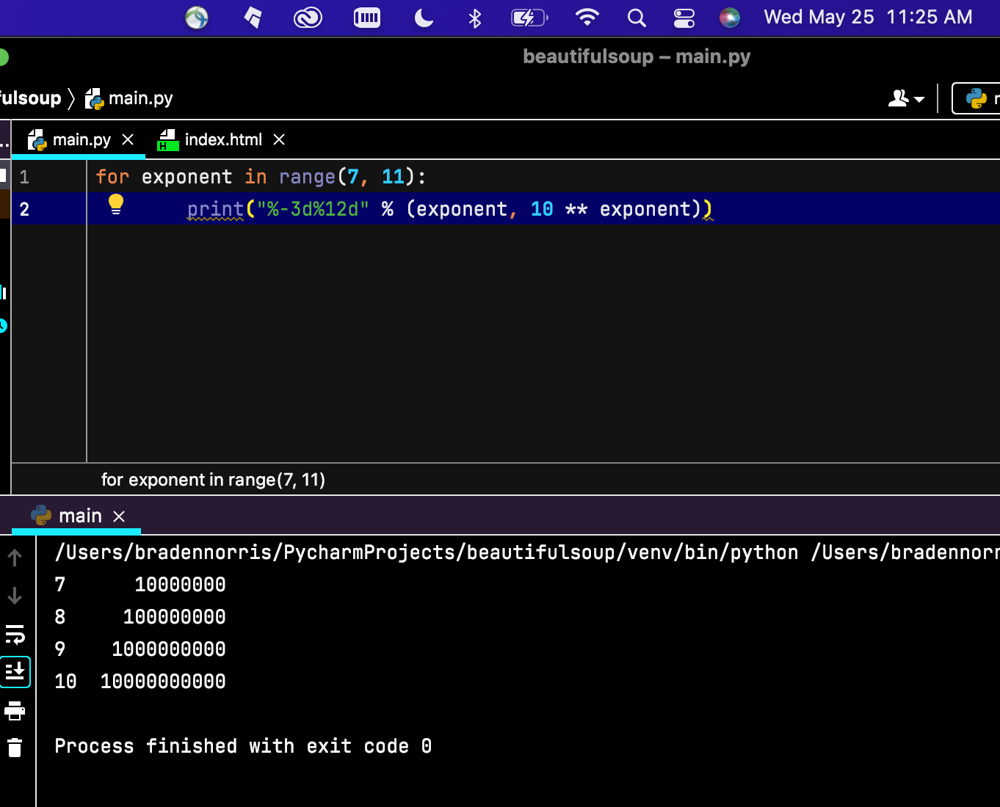 Wed May 25 11:25 AM
beautifulsoup – main.py
fulsoup 〉 main.py
main.py × index.html ×
1 for exponent in range(7, 11):
2 print("%-3d%12d" % (exponent, 10 ** exponent))
for exponent in range(7, 11)
main ×
/Users/bradennorris/PycharmProjects/beautifulsoup/venv/bin/python /Users/bradennorr
7      10000000
8     100000000
9    1000000000
10  10000000000
Process finished with exit code 0